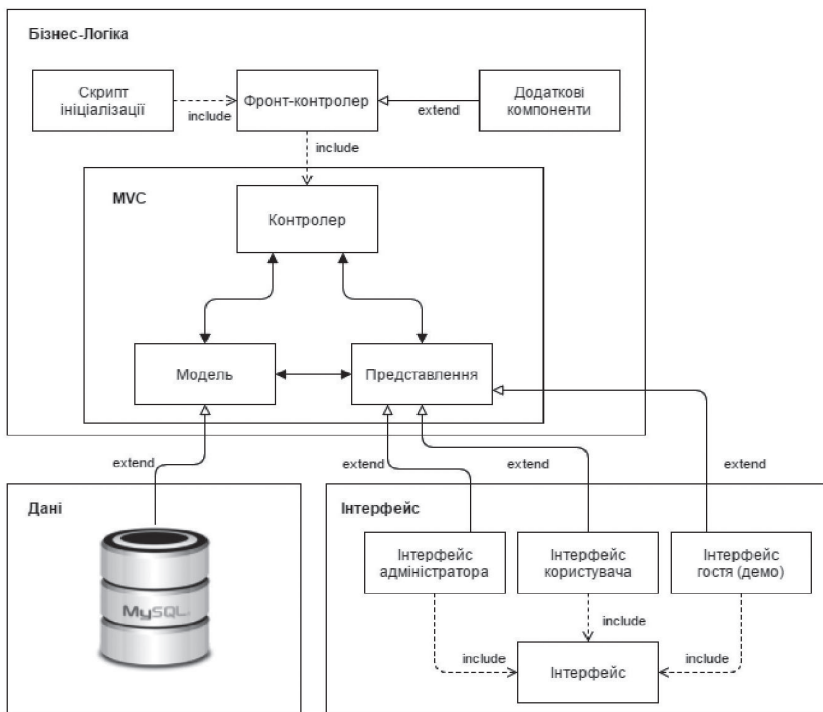 Бізнес-Логіка
Скрипт
ініціалізації
include
Фронт-контролер
extend
Додаткові
компоненти
include
MVC
Контролер
Модель
Представлення
extend
extend
extend
extend
Дані
MySQL
Інтерфейс
Інтерфейс
адміністратора
Інтерфейс
користувача
Інтерфейс
гостя (демо)
include
include
include
Інтерфейс